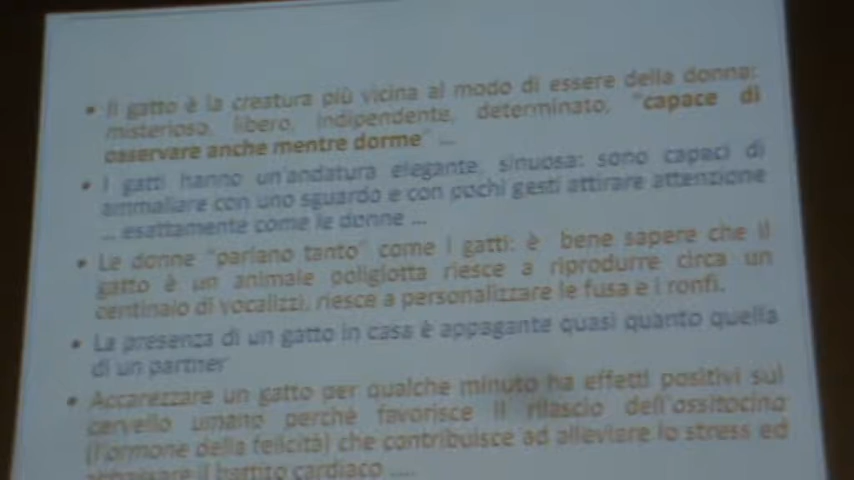 • Il gatto è la creatura più vicina al modo di essere della donna:
misterioso, libero, indipendente, determinato, "capace di
osservare anche mentre dorme" ...
• I gatti hanno un'andatura elegante, sinuosa: sono capaci di
ammaliare con uno sguardo e con pochi gesti attirare attenzione
... esattamente come le donne ...
• Le donne "parlano tanto" come i gatti: è bene sapere che il
gatto è un animale poliglotta riesce a riprodurre circa un
centinaio di vocalizzi, riesce a personalizzare le fusa e i ronfi.
• La presenza di un gatto in casa è appagante quasi quanto quella
di un partner
• Accarezzare un gatto per qualche minuto ha effetti positivi sul
cervello umano perché favorisce il rilascio dell'ossitocina
(l'ormone della felicità) che contribuisce ad alleviare lo stress ed
abbassare il battito cardiaco ....